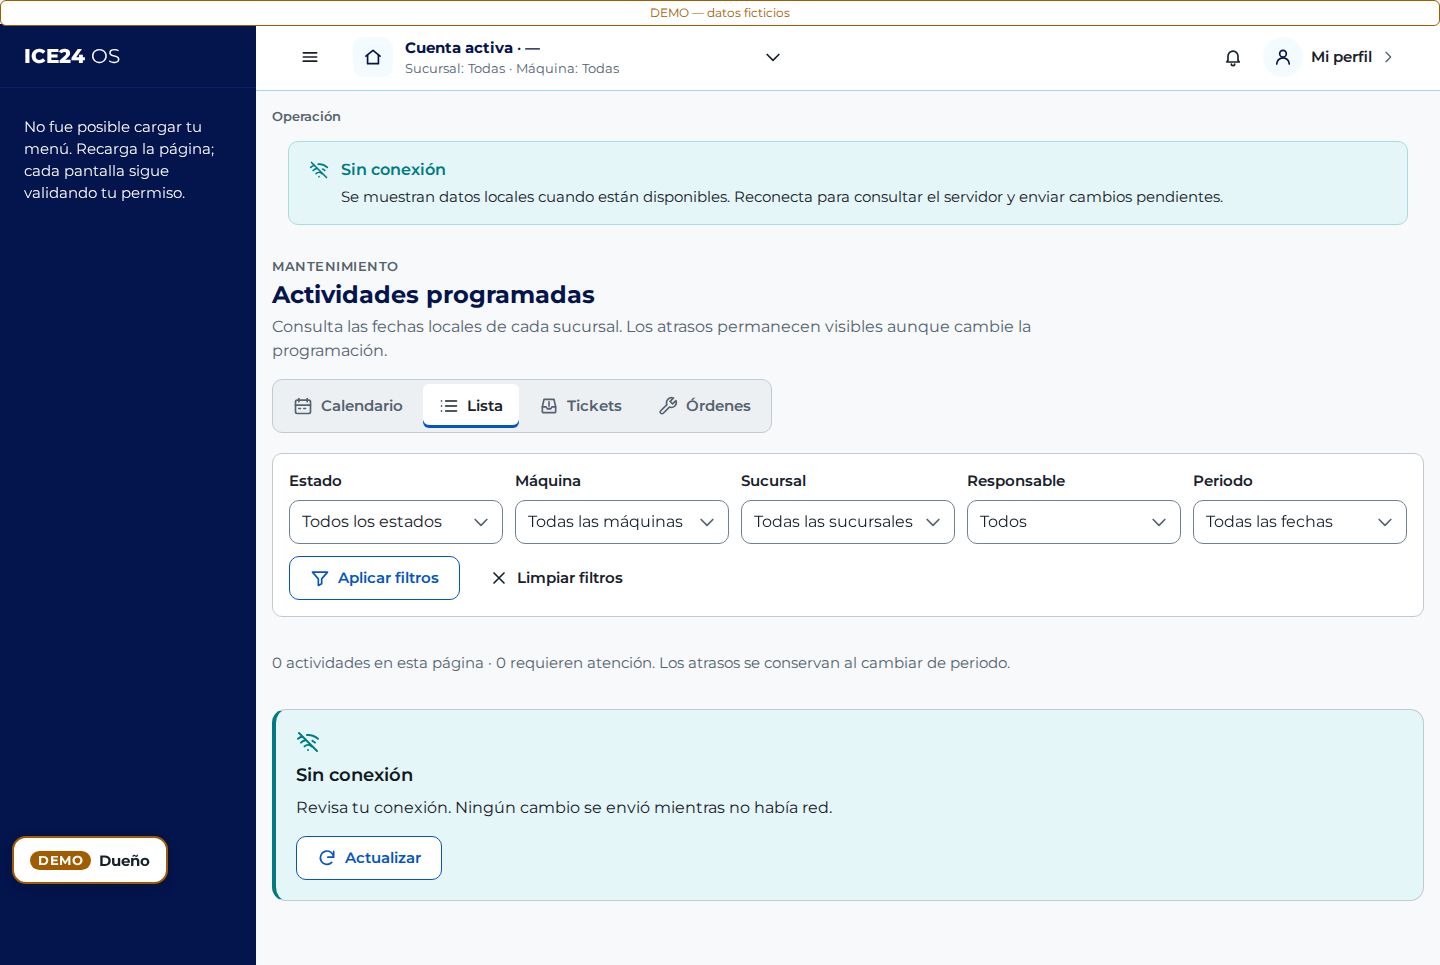 DEMO — datos ficticios
ICE24 OS
Cuenta activa · —
Sucursal: Todas · Máquina: Todas
Mi perfil
No fue posible cargar tu
menú. Recarga la página;
cada pantalla sigue
validando tu permiso.
Operación
Sin conexión
Se muestran datos locales cuando están disponibles. Reconecta para consultar el servidor y enviar cambios pendientes.
MANTENIMIENTO
Actividades programadas
Consulta las fechas locales de cada sucursal. Los atrasos permanecen visibles aunque cambie la
programación.
Calendario Lista Tickets Órdenes
Estado Máquina Sucursal Responsable Periodo
Todos los estados Todas las máquinas Todas las sucursales Todos Todas las fechas
Aplicar filtros Limpiar filtros
0 actividades en esta página · 0 requieren atención. Los atrasos se conservan al cambiar de periodo.
Sin conexión
Revisa tu conexión. Ningún cambio se envió mientras no había red.
Actualizar
DEMO Dueño